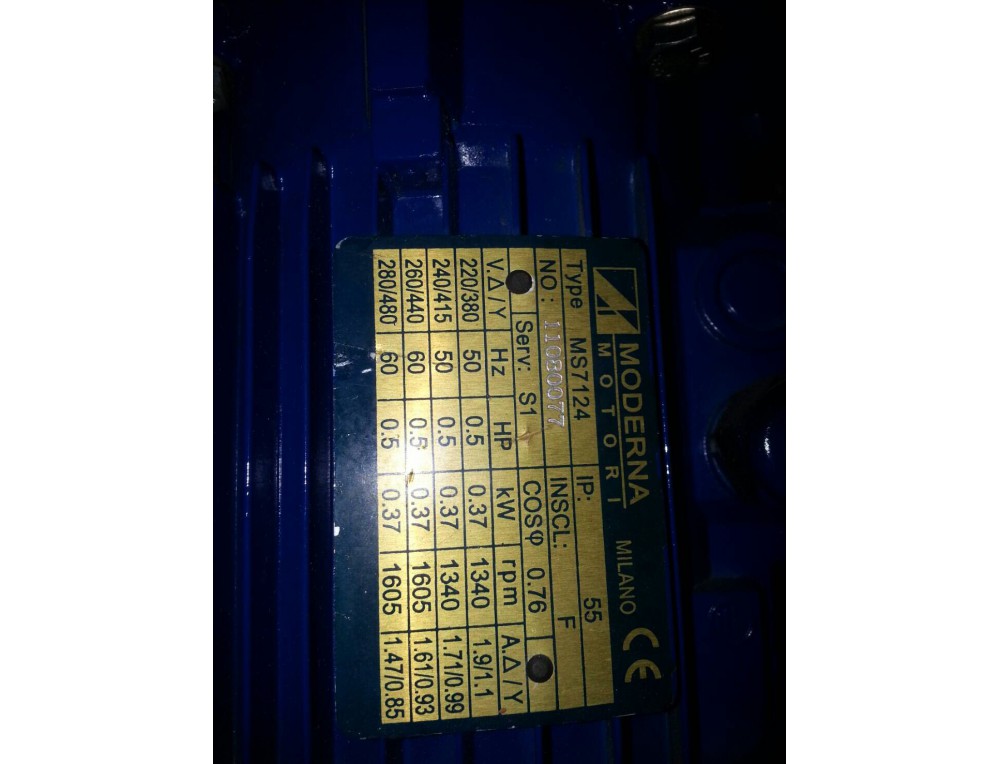 MODERNA MILANO CE
MOTORI
Type MS7124 IP: 55
NO: 11080077 INSCL: F
Serv: S1 COSφ 0.76
V.Δ/Y Hz HP kW rpm A.Δ/Y
220/380 50 0.5 0.37 1340 1.9/1.1
240/415 50 0.5 0.37 1340 1.71/0.99
260/440 60 0.5 0.37 1605 1.61/0.93
280/480 60 0.5 0.37 1605 1.47/0.85